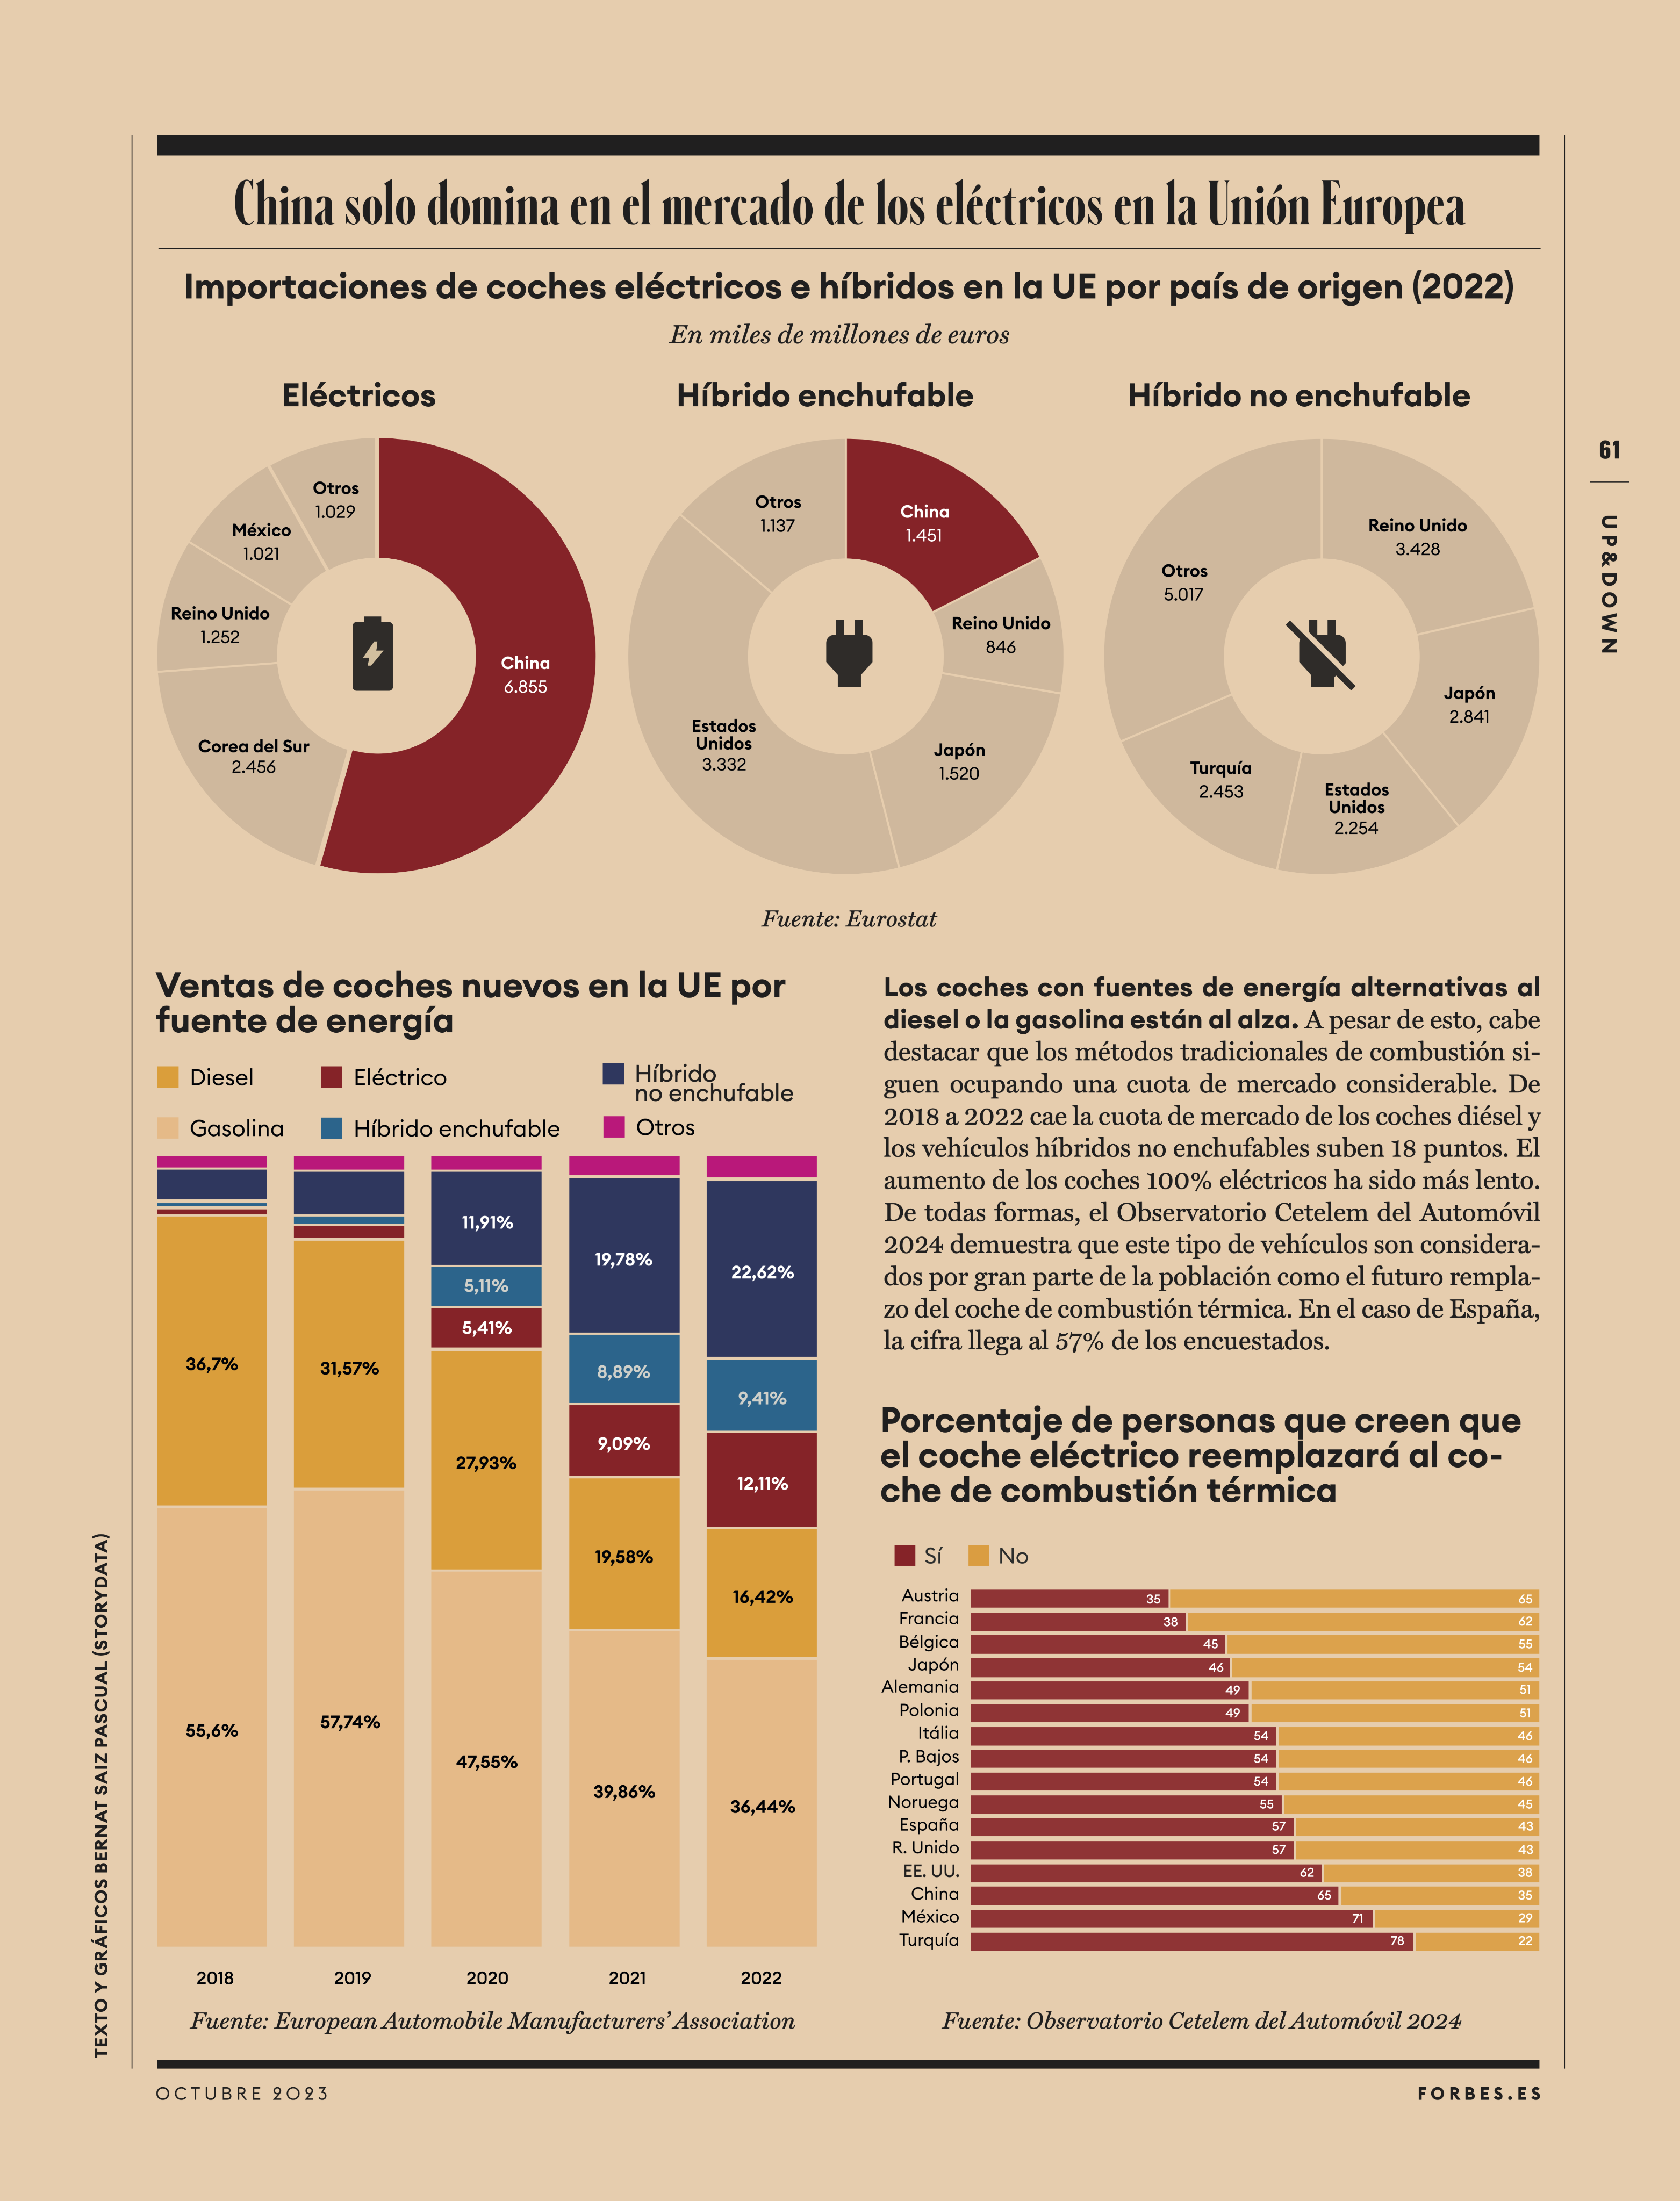 China solo domina en el mercado de los eléctricos en la Unión Europea
Importaciones de coches eléctricos e híbridos en la UE por país de origen (2022)
En miles de millones de euros
Eléctricos
Otros
1.029
México
1.021
Reino Unido
1.252
China
6.855
Corea del Sur
2.456
Híbrido enchufable
Otros
1.137
China
1.451
Reino Unido
846
Estados
Unidos
3.332
Japón
1.520
Híbrido no enchufable
Reino Unido
3.428
Otros
5.017
Japón
2.841
Turquía
2.453
Estados
Unidos
2.254
61
UP&DOWN
Fuente: Eurostat
Ventas de coches nuevos en la UE por
fuente de energía
Diesel
Eléctrico
Híbrido
no enchufable
Gasolina
Híbrido enchufable
Otros
36,7%
55,6%
31,57%
57,74%
11,91%
5,11%
5,41%
27,93%
47,55%
19,78%
8,89%
9,09%
19,58%
39,86%
22,62%
9,41%
12,11%
16,42%
36,44%
2018
2019
2020
2021
2022
Fuente: European Automobile Manufacturers' Association
Los coches con fuentes de energía alternativas al
diesel o la gasolina están al alza. A pesar de esto, cabe
destacar que los métodos tradicionales de combustión si-
guen ocupando una cuota de mercado considerable. De
2018 a 2022 cae la cuota de mercado de los coches diésel y
los vehículos híbridos no enchufables suben 18 puntos. El
aumento de los coches 100% eléctricos ha sido más lento.
De todas formas, el Observatorio Cetelem del Automóvil
2024 demuestra que este tipo de vehículos son considera-
dos por gran parte de la población como el futuro rempla-
zo del coche de combustión térmica. En el caso de España,
la cifra llega al 57% de los encuestados.
Porcentaje de personas que creen que
el coche eléctrico reemplazará al co-
che de combustión térmica
Sí
No
Austria 35 65
Francia 38 62
Bélgica 45 55
Japón 46 54
Alemania 49 51
Polonia 49 51
Itália 54 46
P. Bajos 54 46
Portugal 54 46
Noruega 55 45
España 57 43
R. Unido 57 43
EE. UU. 62 38
China 65 35
México 71 29
Turquía 78 22
Fuente: Observatorio Cetelem del Automóvil 2024
TEXTO Y GRÁFICOS BERNAT SAIZ PASCUAL (STORYDATA)
OCTUBRE 2023
FORBES.ES